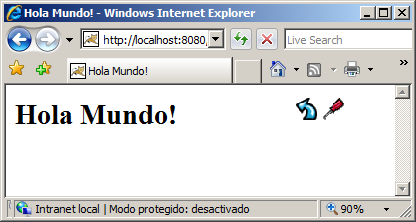 Hola Mundo! - Windows Internet Explorer
http://localhost:8080, Live Search
Hola Mundo!
Hola Mundo!
Intranet local | Modo protegido: desactivado 90%